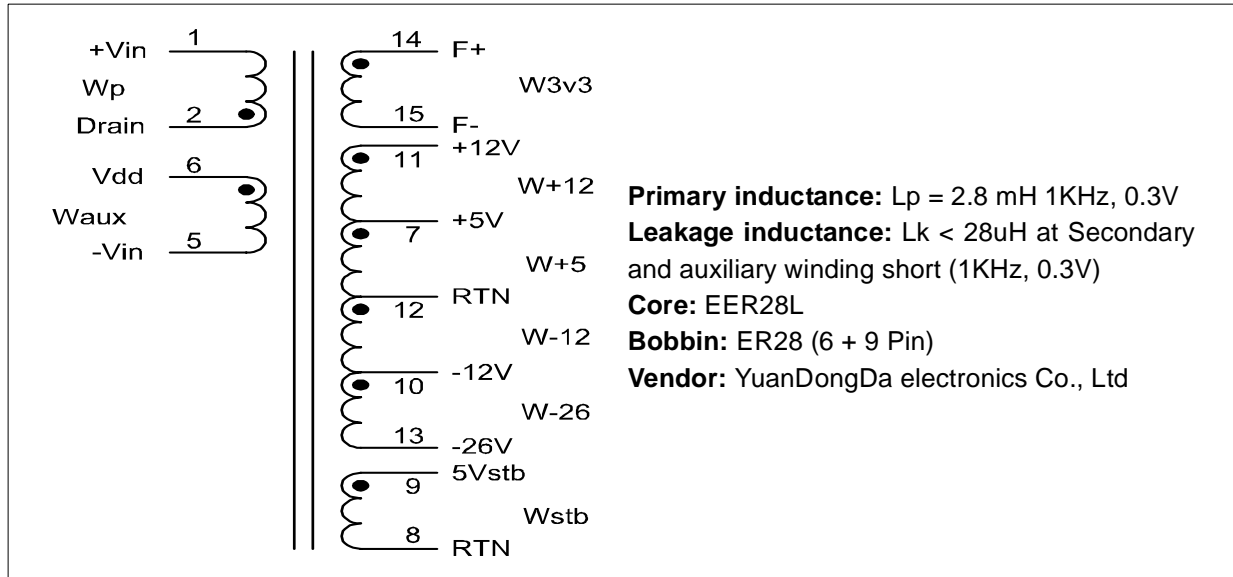 1
+Vin
Wp
2
Drain
6
Vdd
Waux
5
-Vin
14
F+
W3v3
15
F-
+12V
11
W+12
+5V
7
W+5
RTN
12
W-12
-12V
10
W-26
13
-26V
5Vstb
9
Wstb
8
RTN
Primary inductance: Lp = 2.8 mH 1KHz, 0.3V
Leakage inductance: Lk < 28uH at Secondary
and auxiliary winding short (1KHz, 0.3V)
Core: EER28L
Bobbin: ER28 (6 + 9 Pin)
Vendor: YuanDongDa electronics Co., Ltd